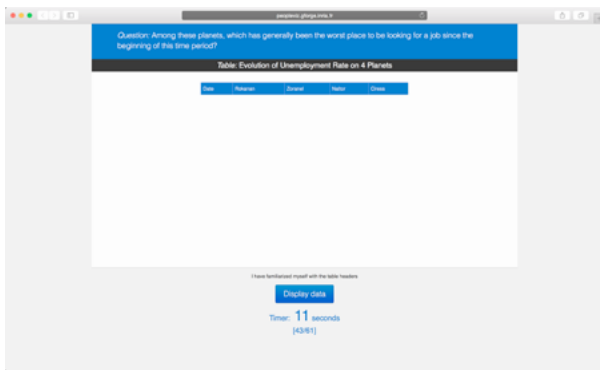 Question: Among these planets, which has generally been the worst place to be looking for a job since the
beginning of this time period?
Table: Evolution of Unemployment Rate on 4 Planets
Date
I have familiarized myself with the table headers
Display data
Timer: 11 seconds
[43/61]